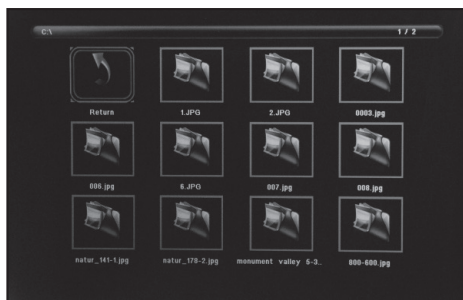 C:\ 1 / 2
Return 1.JPG 2.JPG 0003.jpg
006.jpg 6.JPG 007.jpg 008.jpg
natur_141-1.jpg natur_178-2.jpg monument valley 5-3.. 800-600.jpg